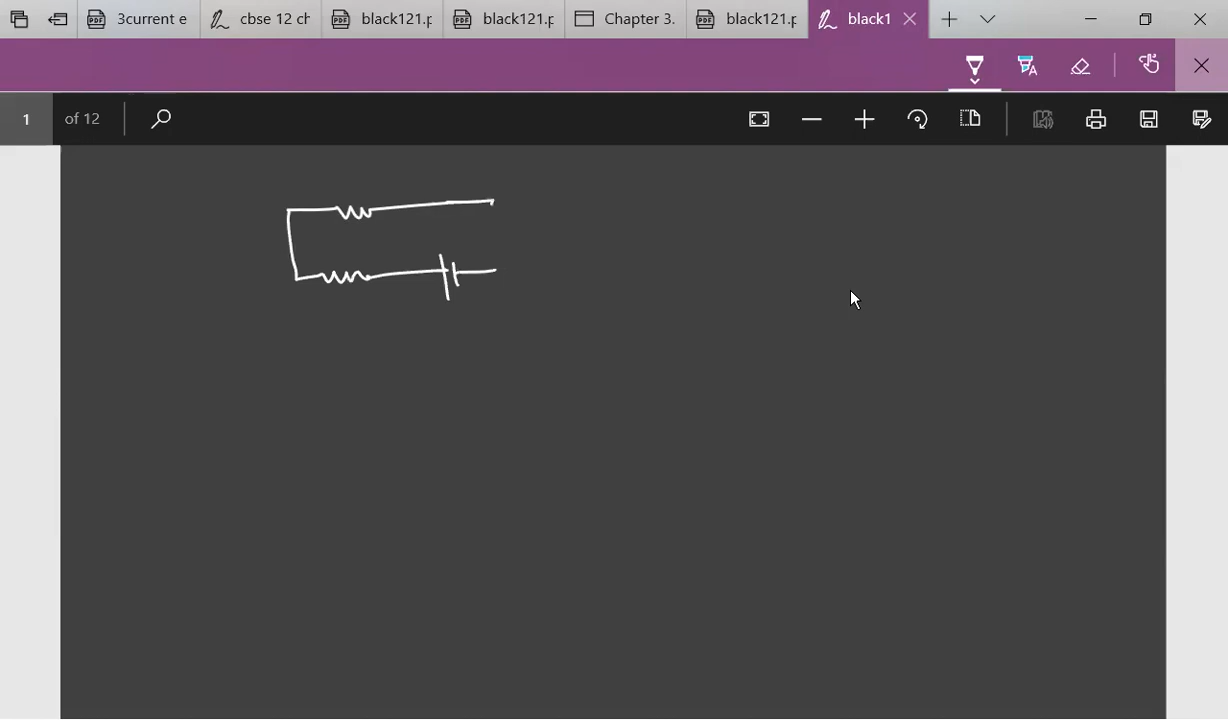 3current e
cbse 12 ch
black121.p
black121.p
Chapter 3.
black121.p
black1
1 of 12